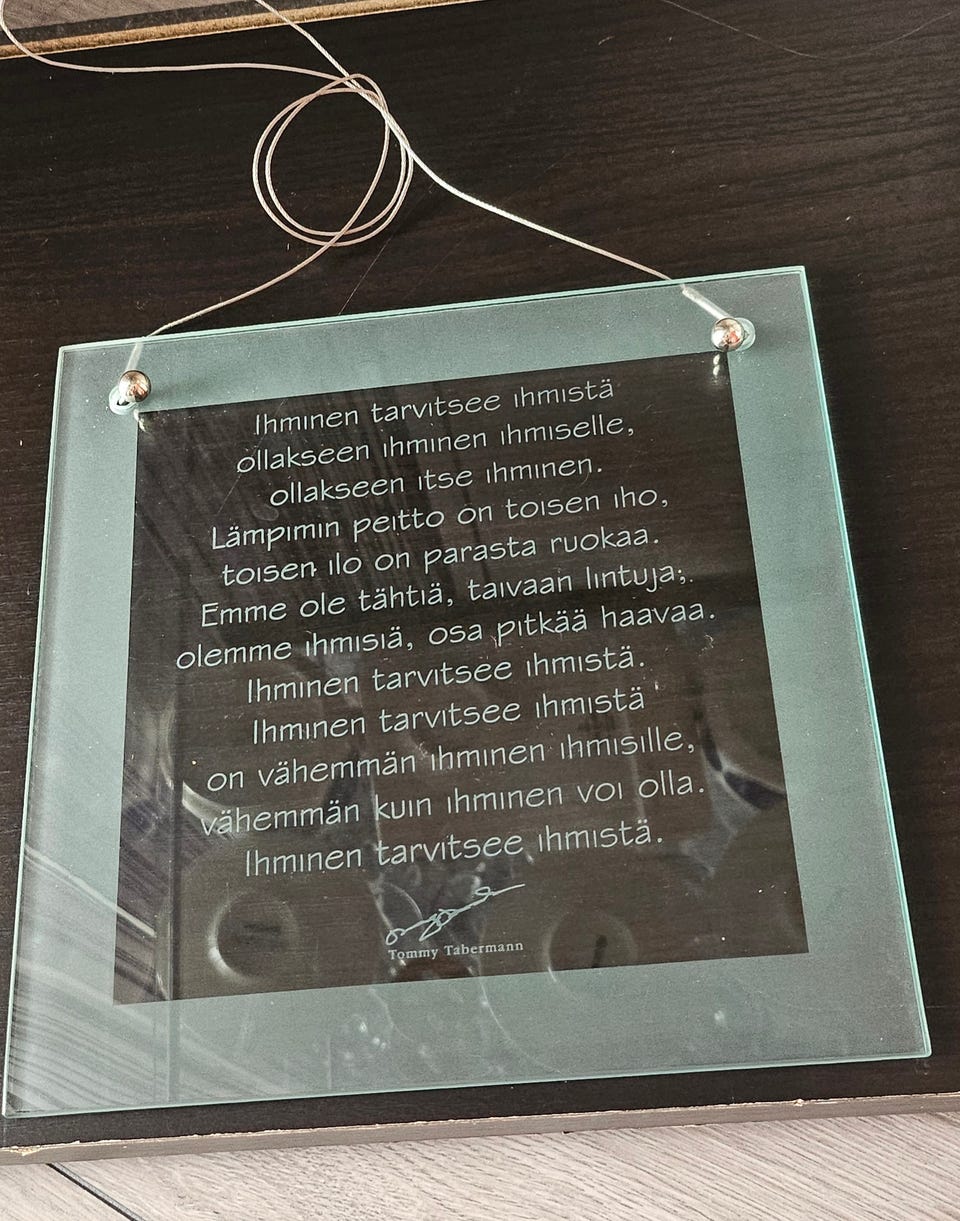 Ihminen tarvitsee ihmistä
ollakseen ihminen ihmiselle,
ollakseen itse ihminen.
Lämpimin peitto on toisen iho,
toisen ilo on parasta ruokaa.
Emme ole tähtiä, taivaan lintuja;
olemme ihmisiä, osa pitkää haavaa.
Ihminen tarvitsee ihmistä.
Ihminen tarvitsee ihmistä
on vähemmän ihminen ihmisille,
vähemmän kuin ihminen voi olla.
Ihminen tarvitsee ihmistä.
Tommy Tabermann